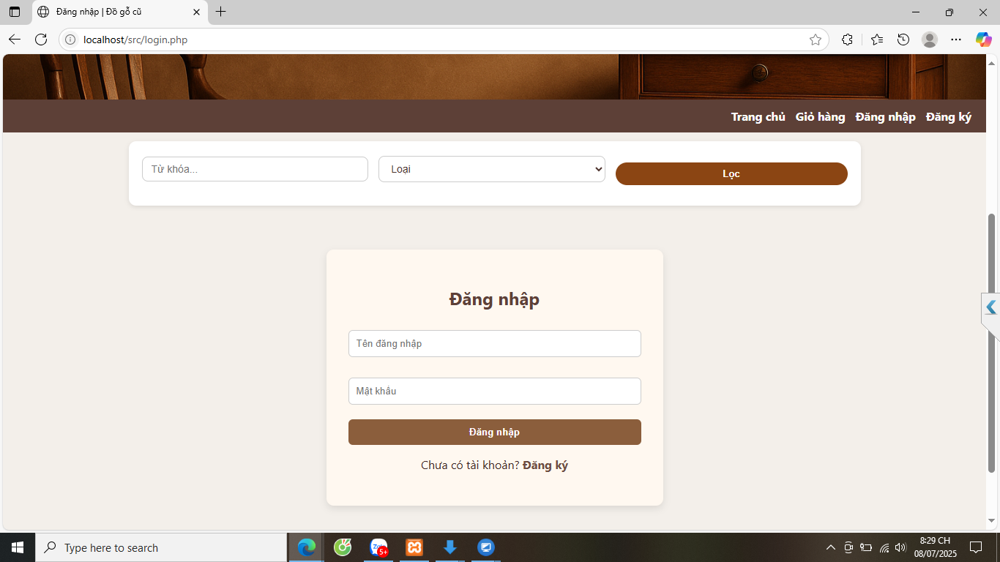 Đăng nhập | Đồ gỗ cũ
localhost/src/login.php
Trang chủ Giỏ hàng Đăng nhập Đăng ký
Từ khóa... Loại Lọc
Đăng nhập
Tên đăng nhập
Mật khẩu
Đăng nhập
Chưa có tài khoản? Đăng ký
Type here to search
Zalo
5+
8:29 CH
08/07/2025